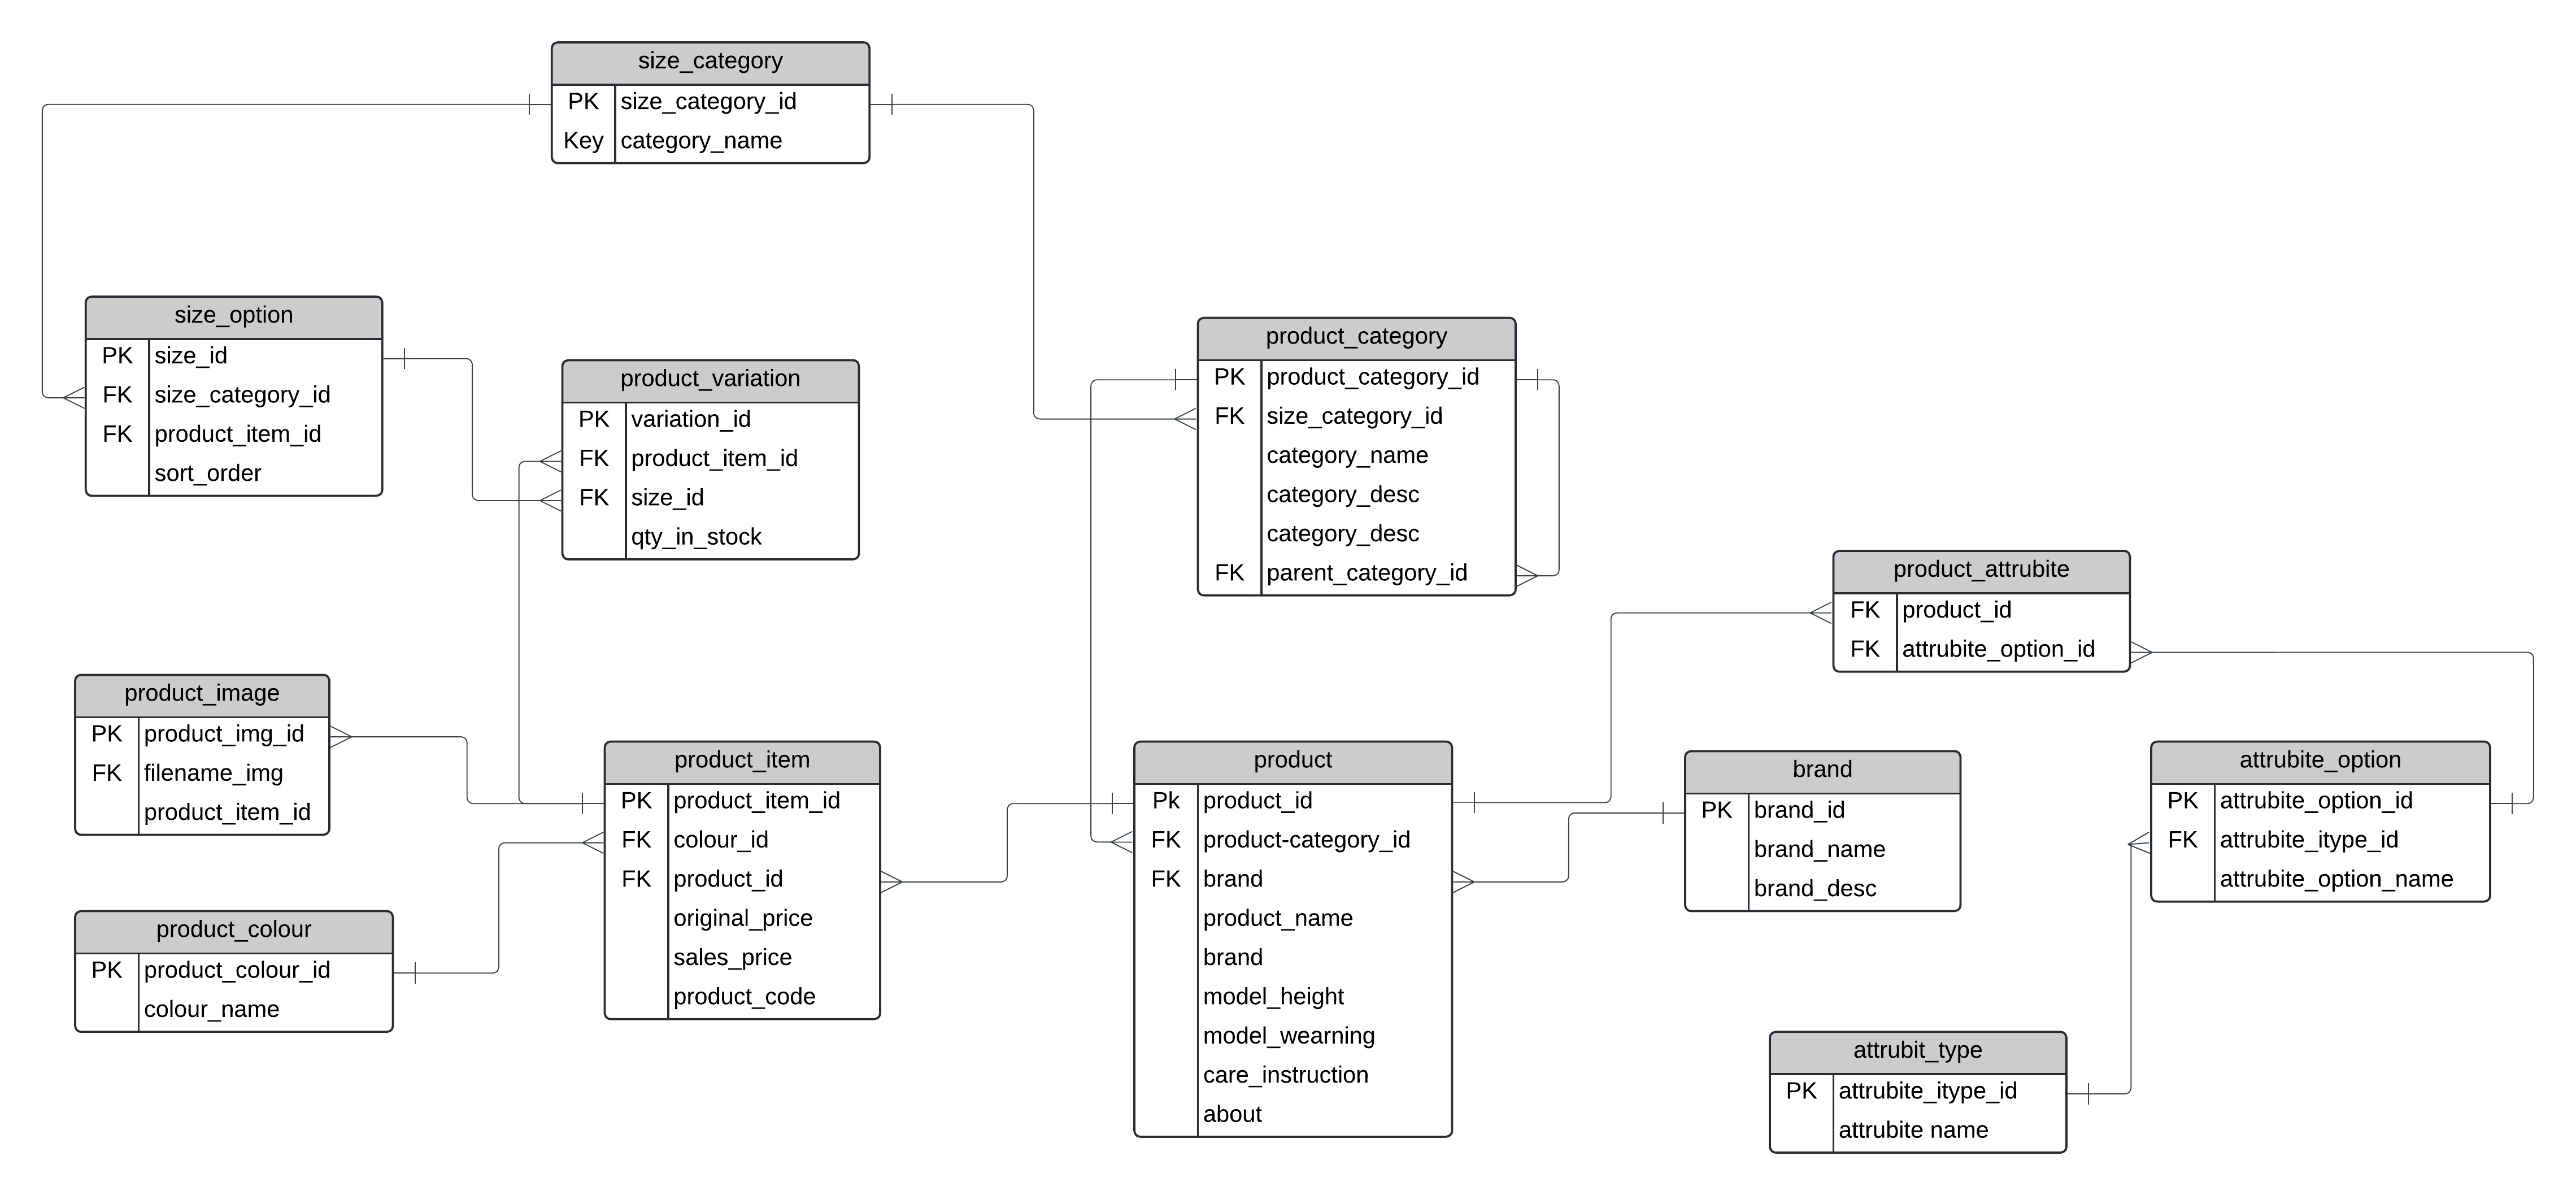 size_category
PK size_category_id
Key category_name
size_option
PK size_id
FK size_category_id
FK product_item_id
sort_order
product_variation
PK variation_id
FK product_item_id
FK size_id
qty_in_stock
product_category
PK product_category_id
FK size_category_id
category_name
category_desc
category_desc
FK parent_category_id
product_attrubite
FK product_id
FK attrubite_option_id
product_image
PK product_img_id
FK filename_img
product_item_id
product_item
PK product_item_id
FK colour_id
FK product_id
original_price
sales_price
product_code
product
Pk product_id
FK product-category_id
FK brand
product_name
brand
model_height
model_wearning
care_instruction
about
brand
PK brand_id
brand_name
brand_desc
attrubite_option
PK attrubite_option_id
FK attrubite_itype_id
attrubite_option_name
product_colour
PK product_colour_id
colour_name
attrubit_type
PK attrubite_itype_id
attrubite name